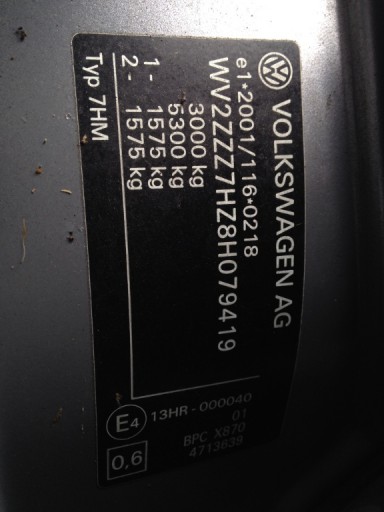 VOLKSWAGEN AG
e1*2001/116*0218
WV2ZZZ7HZ8H079419
3000 kg
5300 kg
1 - 1575 kg
2 - 1575 kg
Typ 7HM
E4 13HR - 000040
01
0,6 BPC X870
4713639